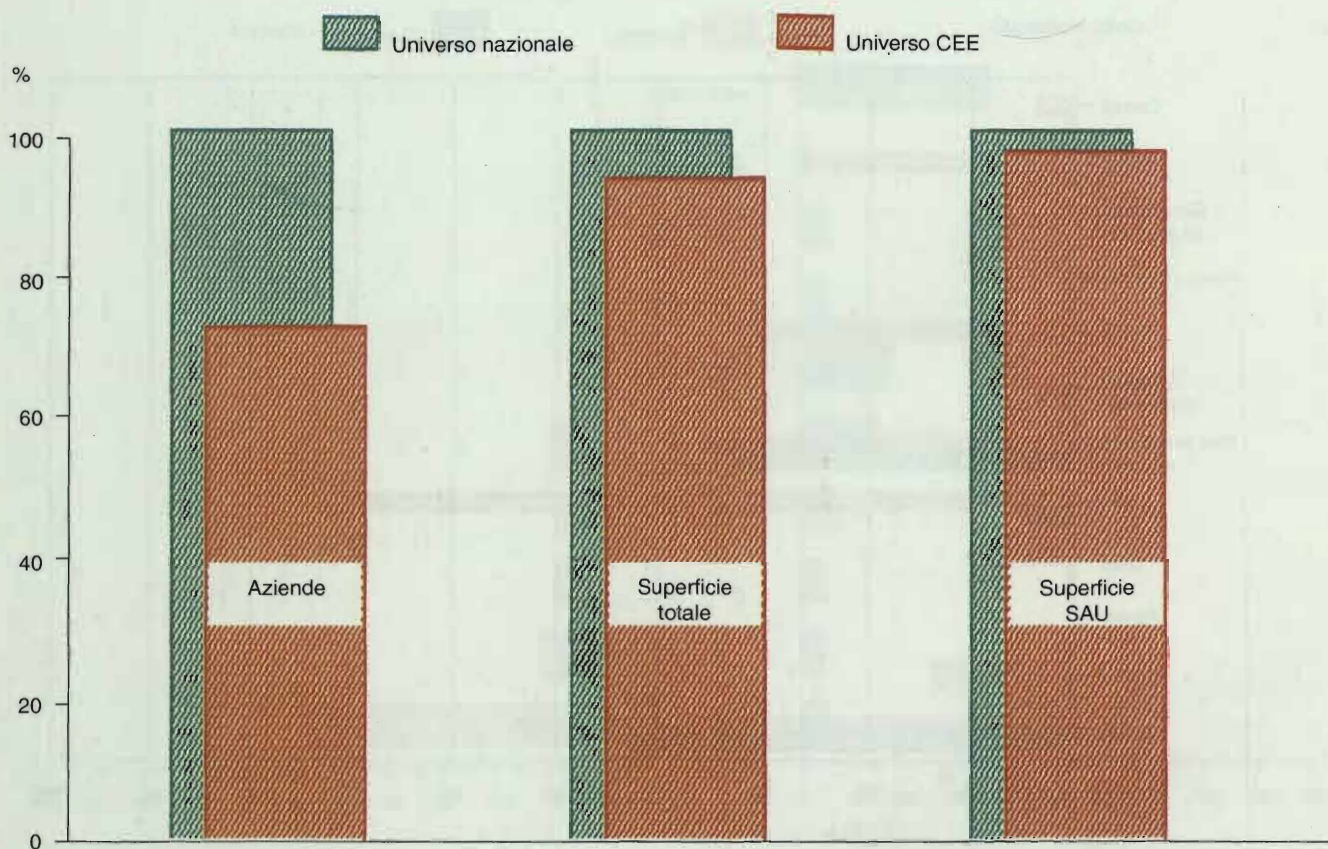 Universo nazionale
Universo CEE
%
100
80
60
40
20
0
Aziende
Superficie
totale
Superficie
SAU